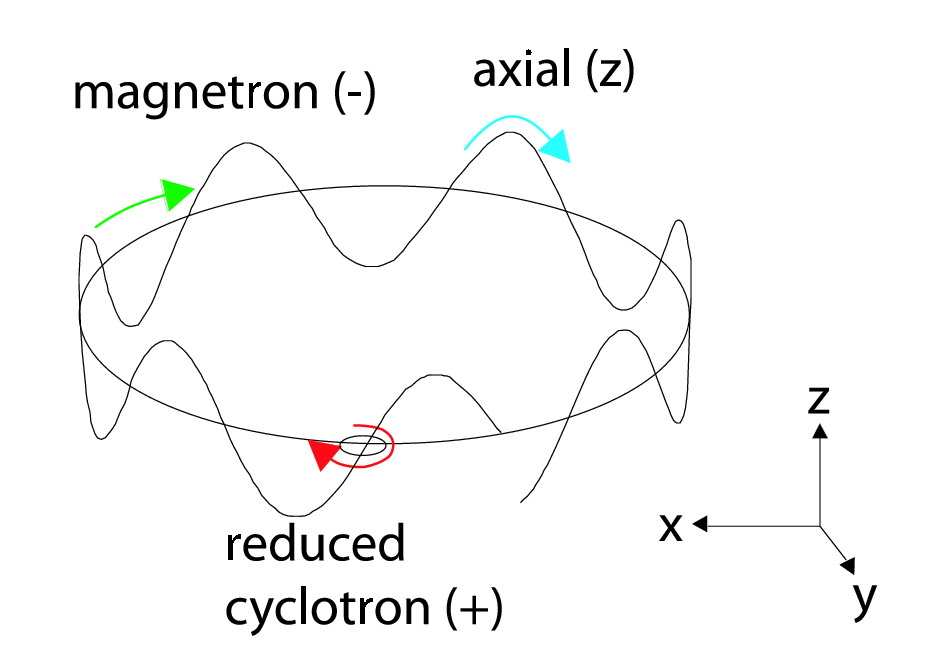 magnetron (-)
axial (z)
reduced
cyclotron (+)
z
x
y